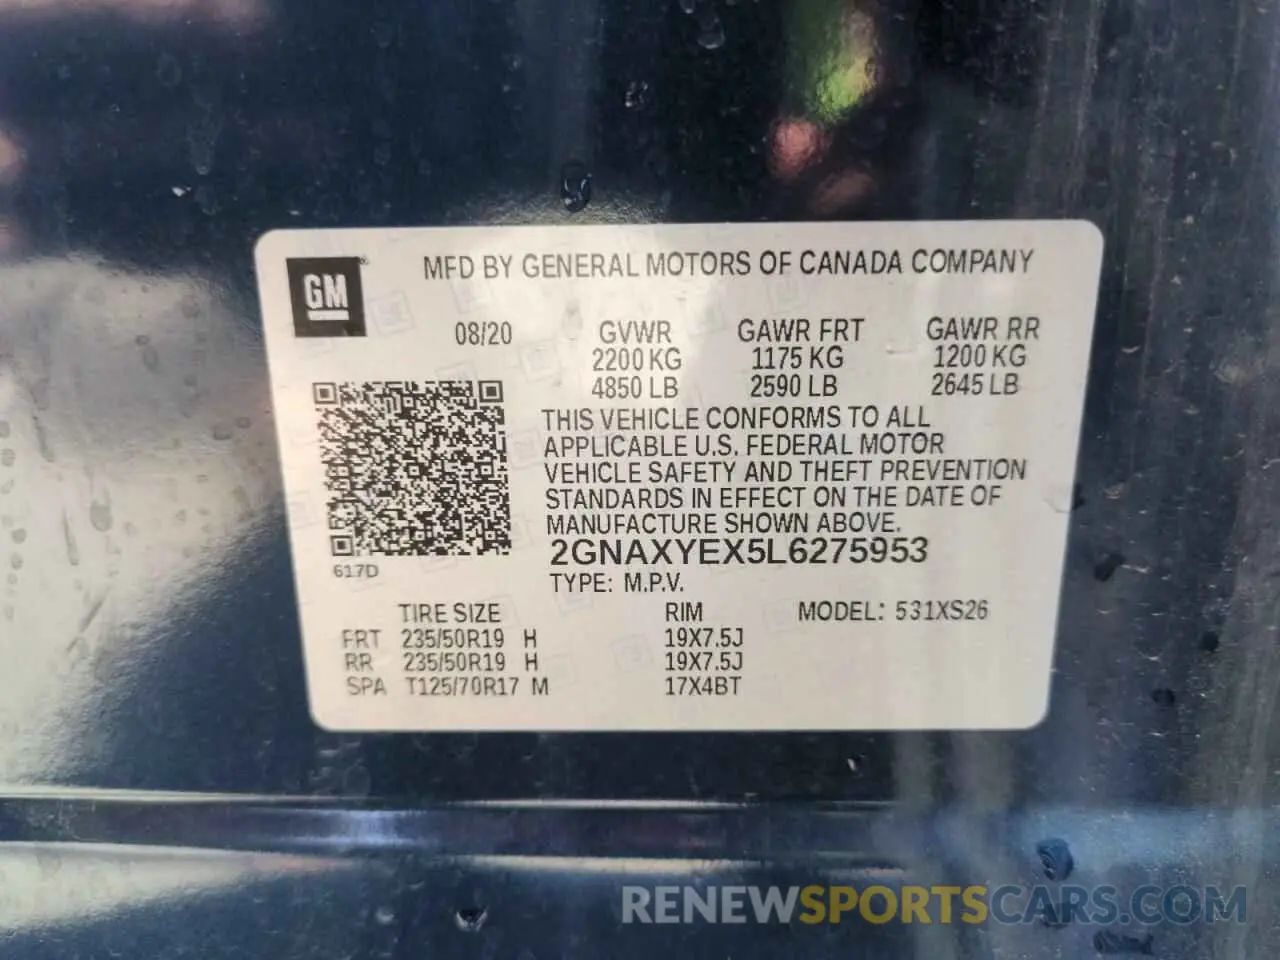 MFD BY GENERAL MOTORS OF CANADA COMPANY
GM
08/20 GVWR GAWR FRT GAWR RR
2200 KG 1175 KG 1200 KG
4850 LB 2590 LB 2645 LB
THIS VEHICLE CONFORMS TO ALL
APPLICABLE U.S. FEDERAL MOTOR
VEHICLE SAFETY AND THEFT PREVENTION
STANDARDS IN EFFECT ON THE DATE OF
MANUFACTURE SHOWN ABOVE.
2GNAXYEX5L6275953
617D
TYPE: M.P.V.
TIRE SIZE RIM MODEL: 531XS26
FRT 235/50R19 H 19X7.5J
RR 235/50R19 H 19X7.5J
SPA T125/70R17 M 17X4BT
RENEWSPORTSCARS.COM